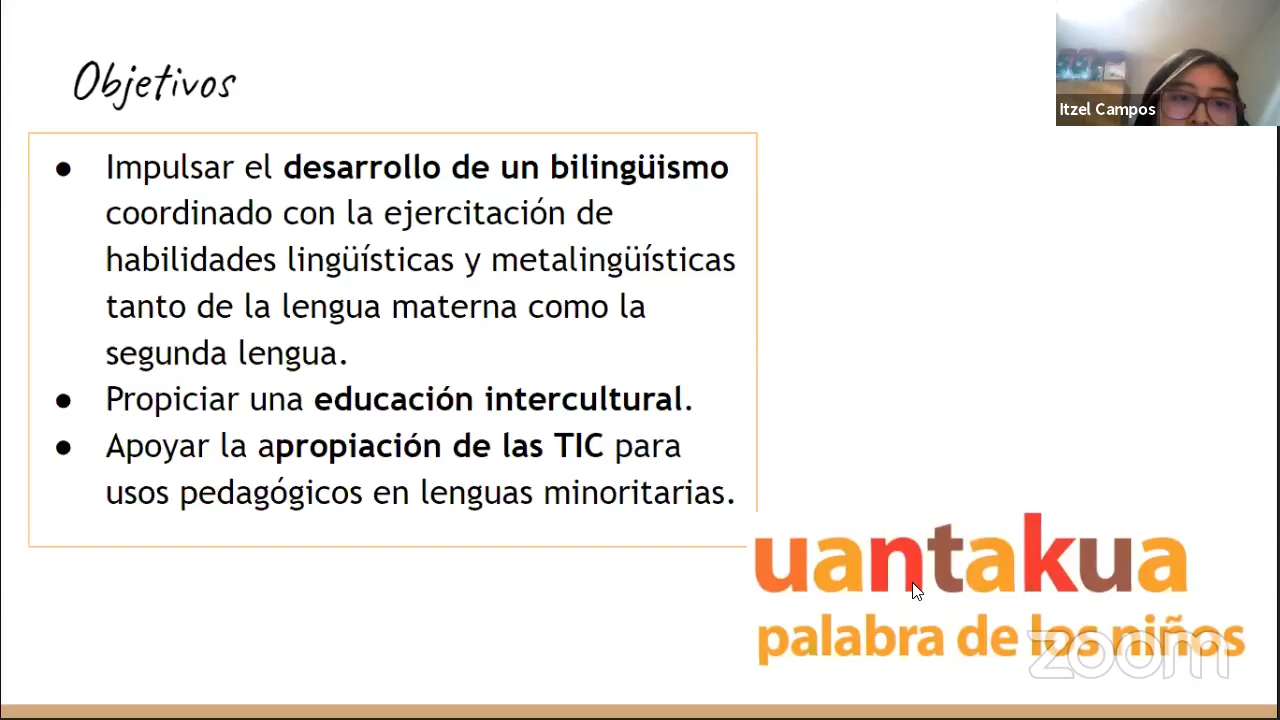 Objetivos
Itzel Campos
● Impulsar el desarrollo de un bilingüismo
coordinado con la ejercitación de
habilidades lingüísticas y metalingüísticas
tanto de la lengua materna como la
segunda lengua.
● Propiciar una educación intercultural.
● Apoyar la apropiación de las TIC para
usos pedagógicos en lenguas minoritarias.
uantakua
palabra de los niños
zoom